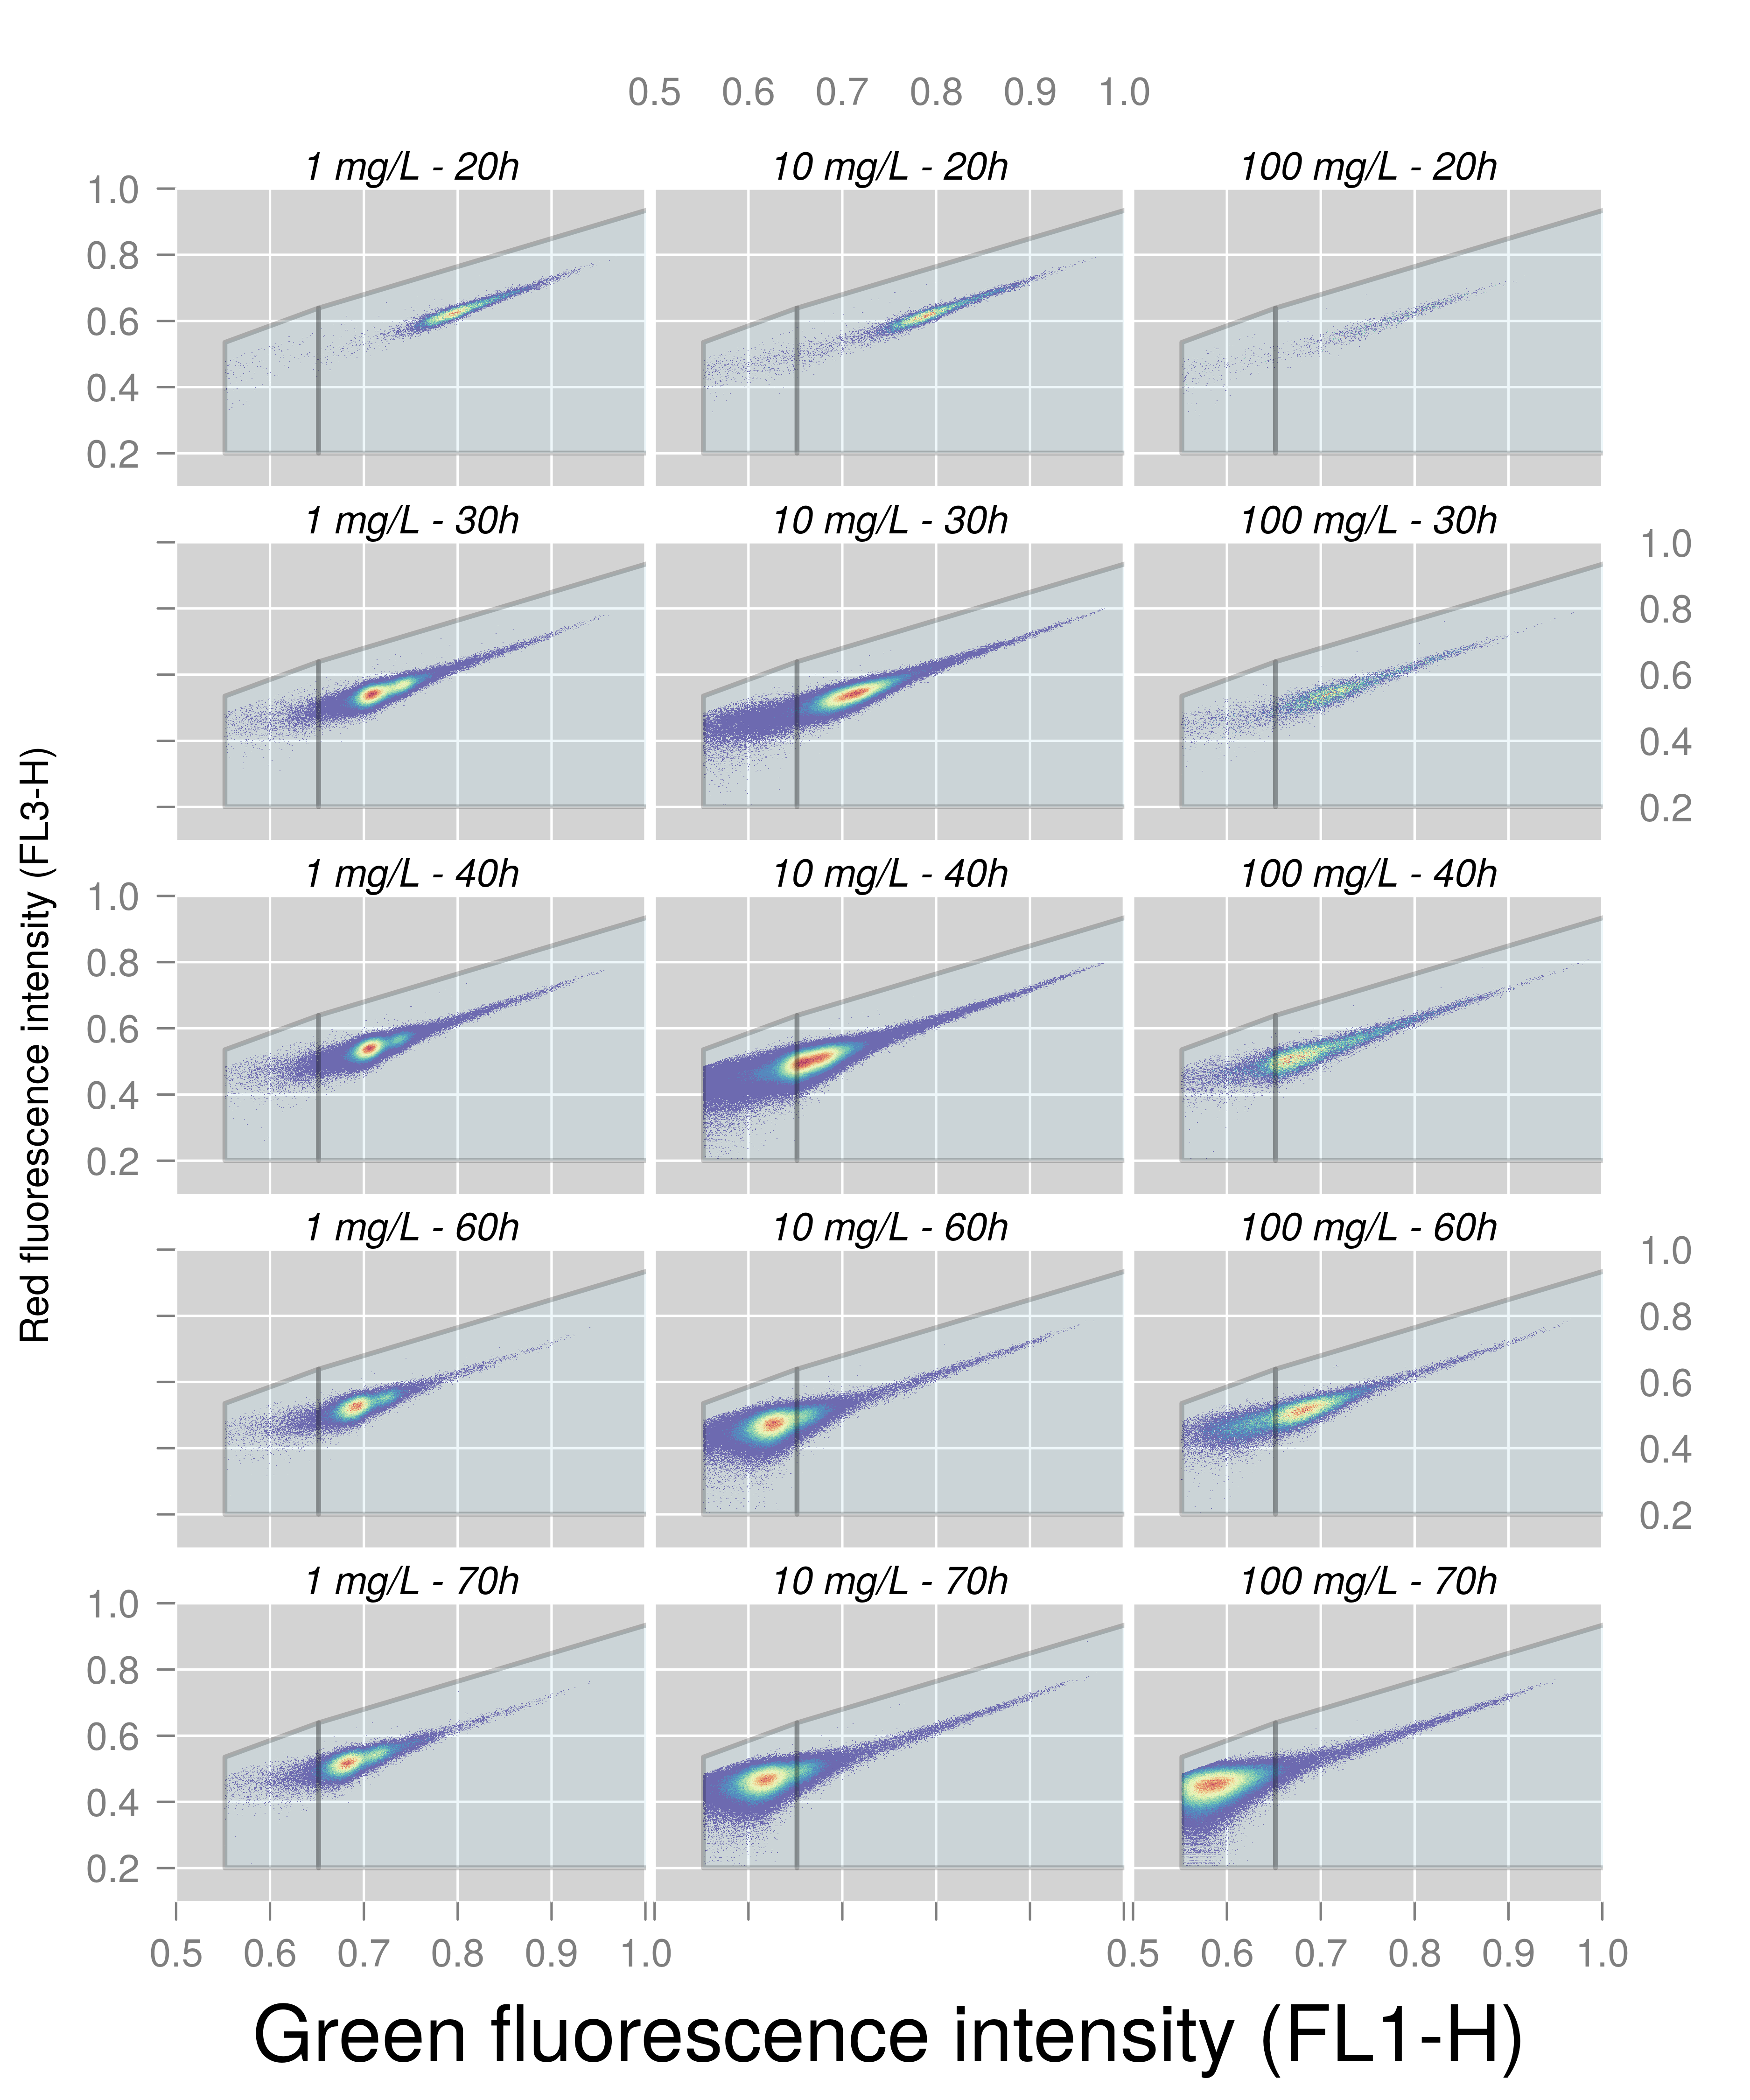 0.5 0.6 0.7 0.8 0.9 1.0
1 mg/L - 20h 10 mg/L - 20h 100 mg/L - 20h
1.0
0.8
0.6
0.4
0.2
1 mg/L - 30h 10 mg/L - 30h 100 mg/L - 30h
1.0
0.8
0.6
0.4
0.2
1 mg/L - 40h 10 mg/L - 40h 100 mg/L - 40h
1.0
0.8
0.6
0.4
0.2
1 mg/L - 60h 10 mg/L - 60h 100 mg/L - 60h
1.0
0.8
0.6
0.4
0.2
1 mg/L - 70h 10 mg/L - 70h 100 mg/L - 70h
1.0
0.8
0.6
0.4
0.2
0.5 0.6 0.7 0.8 0.9 1.0 0.5 0.6 0.7 0.8 0.9 1.0
Red fluorescence intensity (FL3-H)
Green fluorescence intensity (FL1-H)